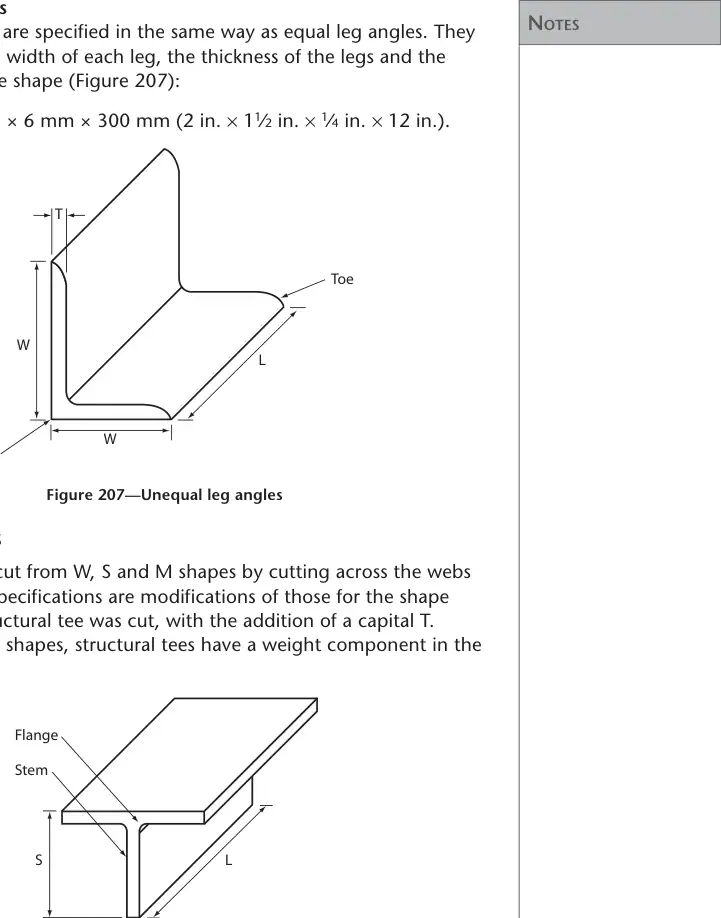 s
are specified in the same way as equal leg angles. They
width of each leg, the thickness of the legs and the
e shape (Figure 207):
× 6 mm × 300 mm (2 in. × 1½ in. × ¼ in. × 12 in.).
T
Toe
W
L
W
Figure 207—Unequal leg angles
s
cut from W, S and M shapes by cutting across the webs
pecifications are modifications of those for the shape
uctural tee was cut, with the addition of a capital T.
shapes, structural tees have a weight component in the
Flange
Stem
S
L
NOTES